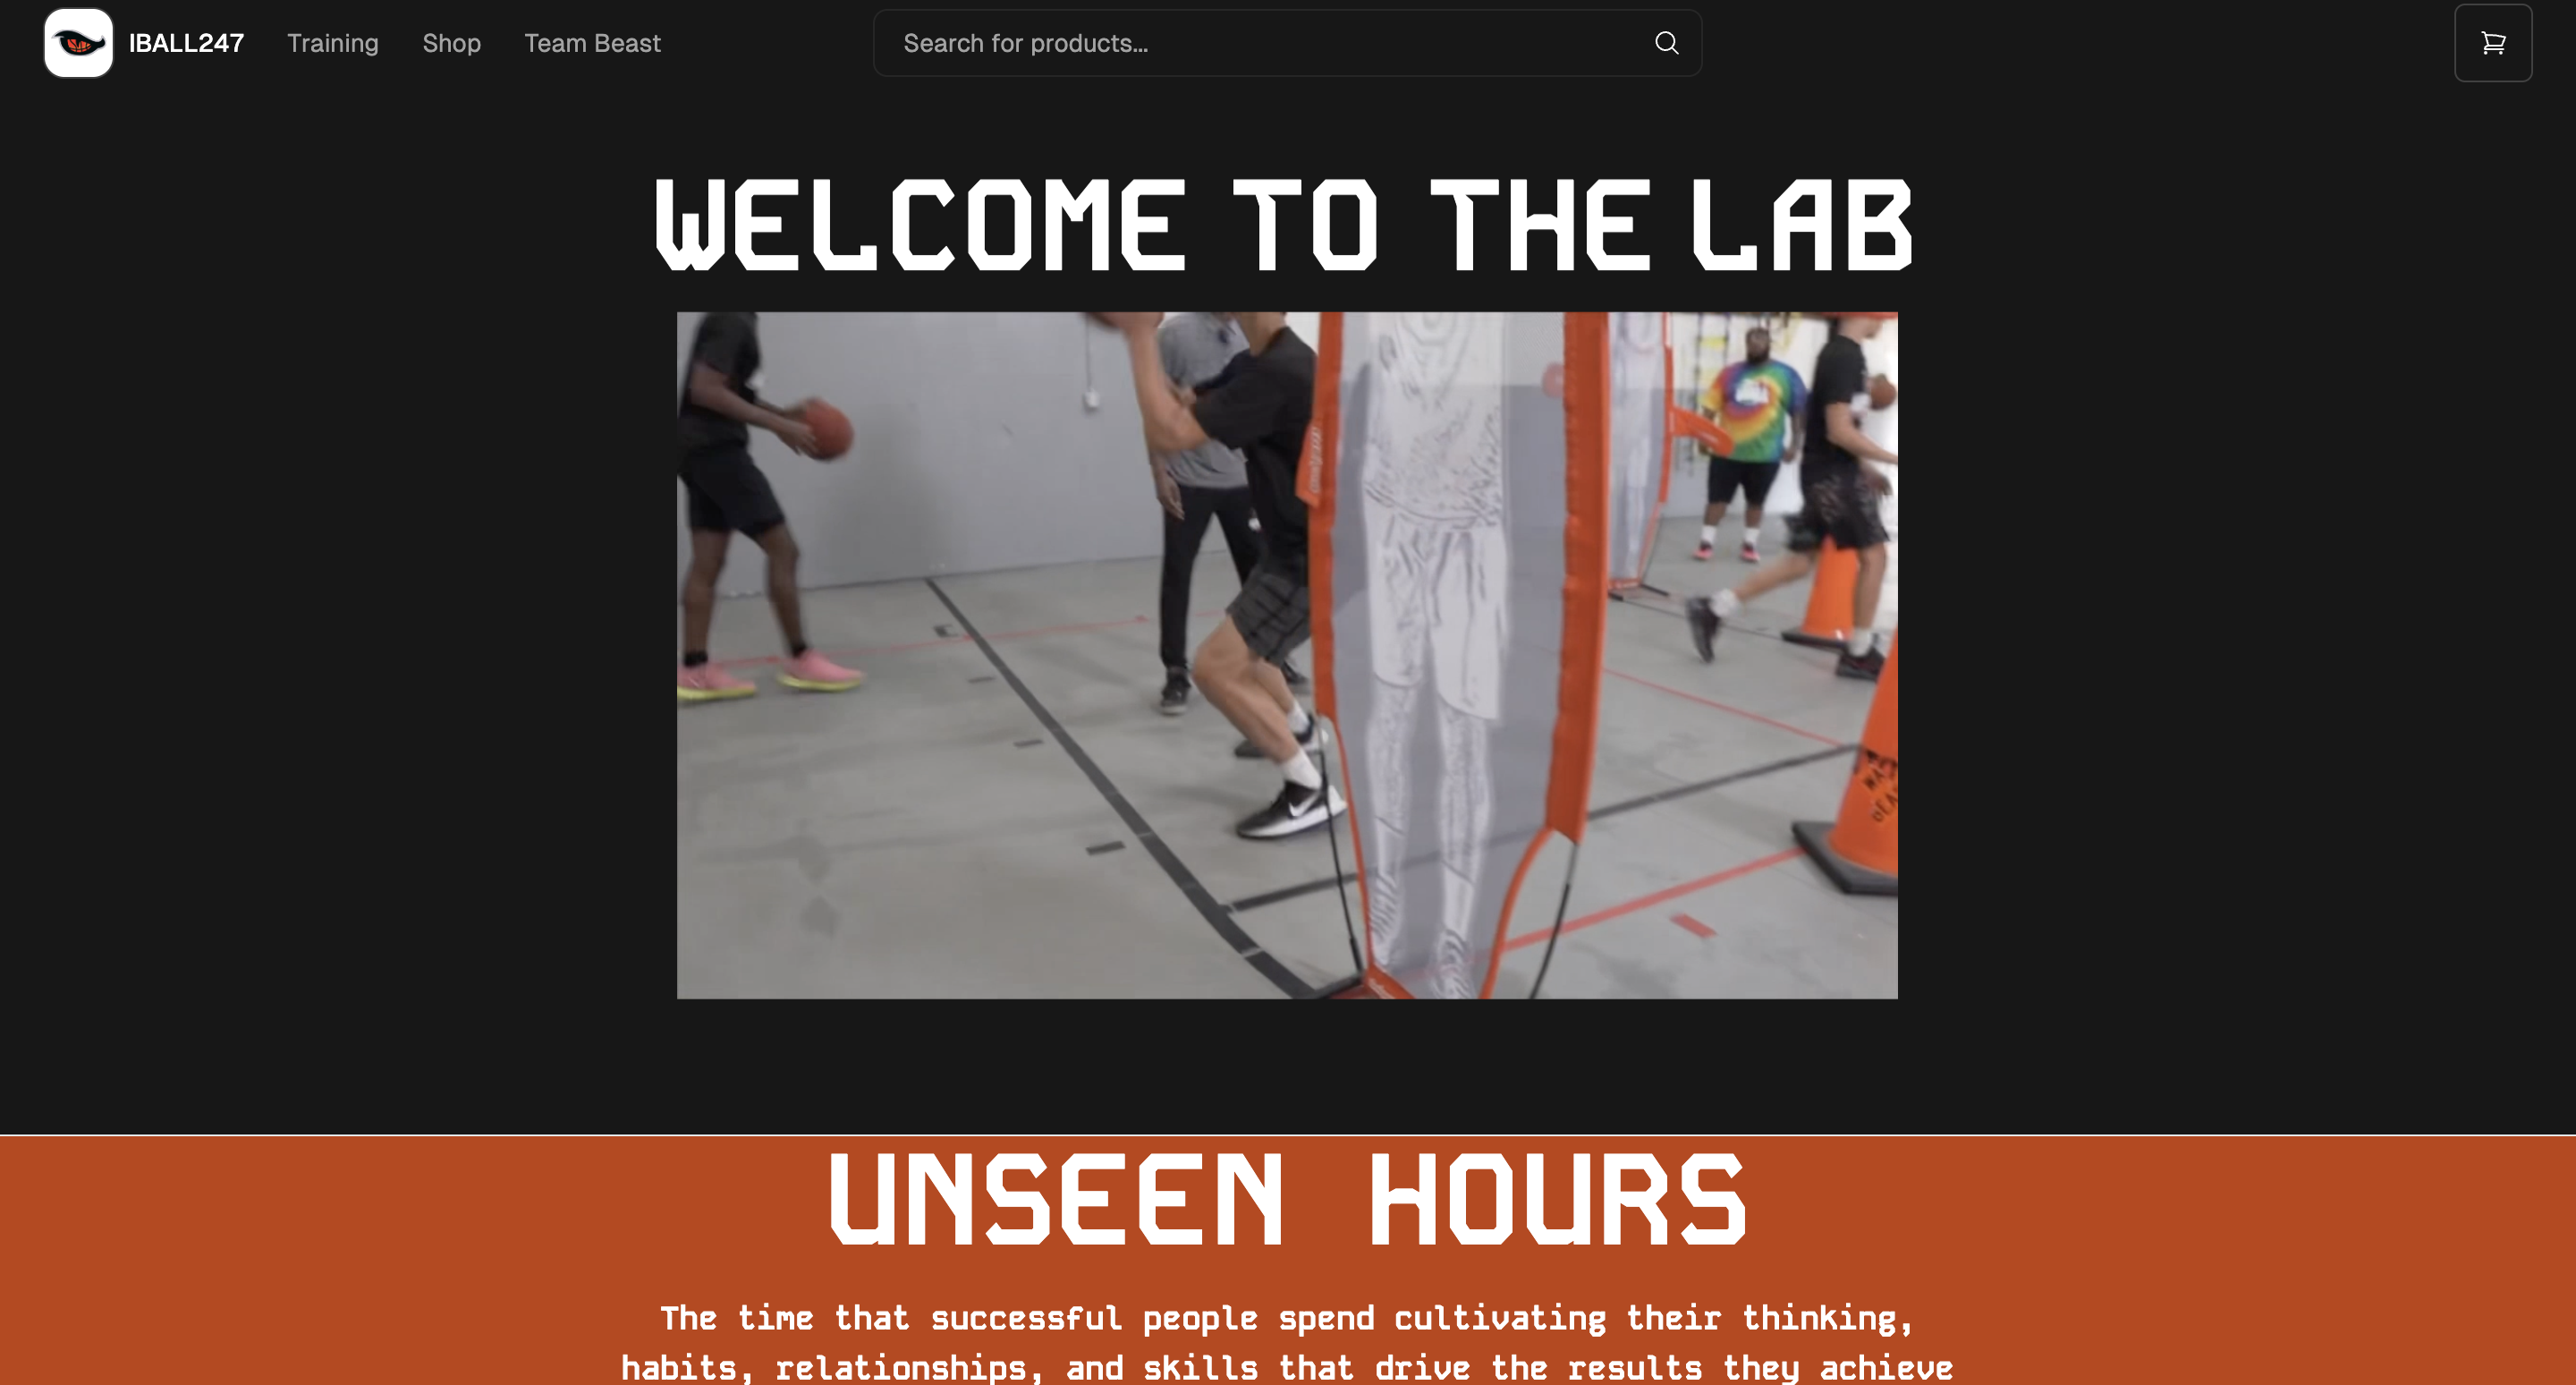 IBALL247 Training Shop Team Beast Search for products...
WELCOME TO THE LAB
UNSEEN HOURS
The time that successful people spend cultivating their thinking,
habits, relationships, and skills that drive the results they achieve